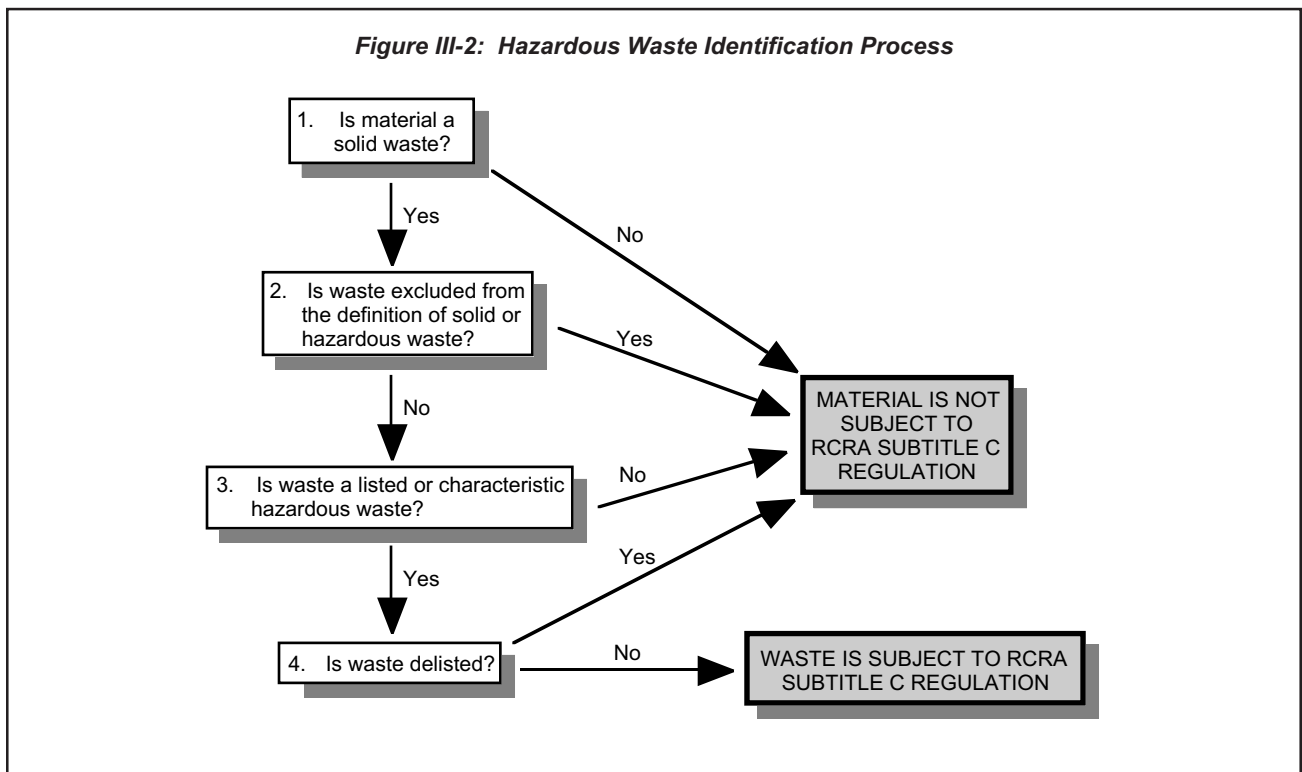 Figure III-2: Hazardous Waste Identification Process
1. Is material a
solid waste?
Yes
No
2. Is waste excluded from
the definition of solid or
hazardous waste?
Yes
No
MATERIAL IS NOT
SUBJECT TO
RCRA SUBTITLE C
REGULATION
3. Is waste a listed or characteristic
hazardous waste?
No
Yes
Yes
4. Is waste delisted?
No
WASTE IS SUBJECT TO RCRA
SUBTITLE C REGULATION